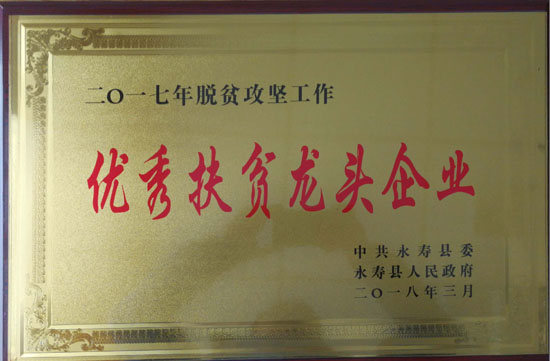 二〇一七年脱贫攻坚工作
优秀扶贫龙头企业
中共永寿县委
永寿县人民政府
二〇一八年三月